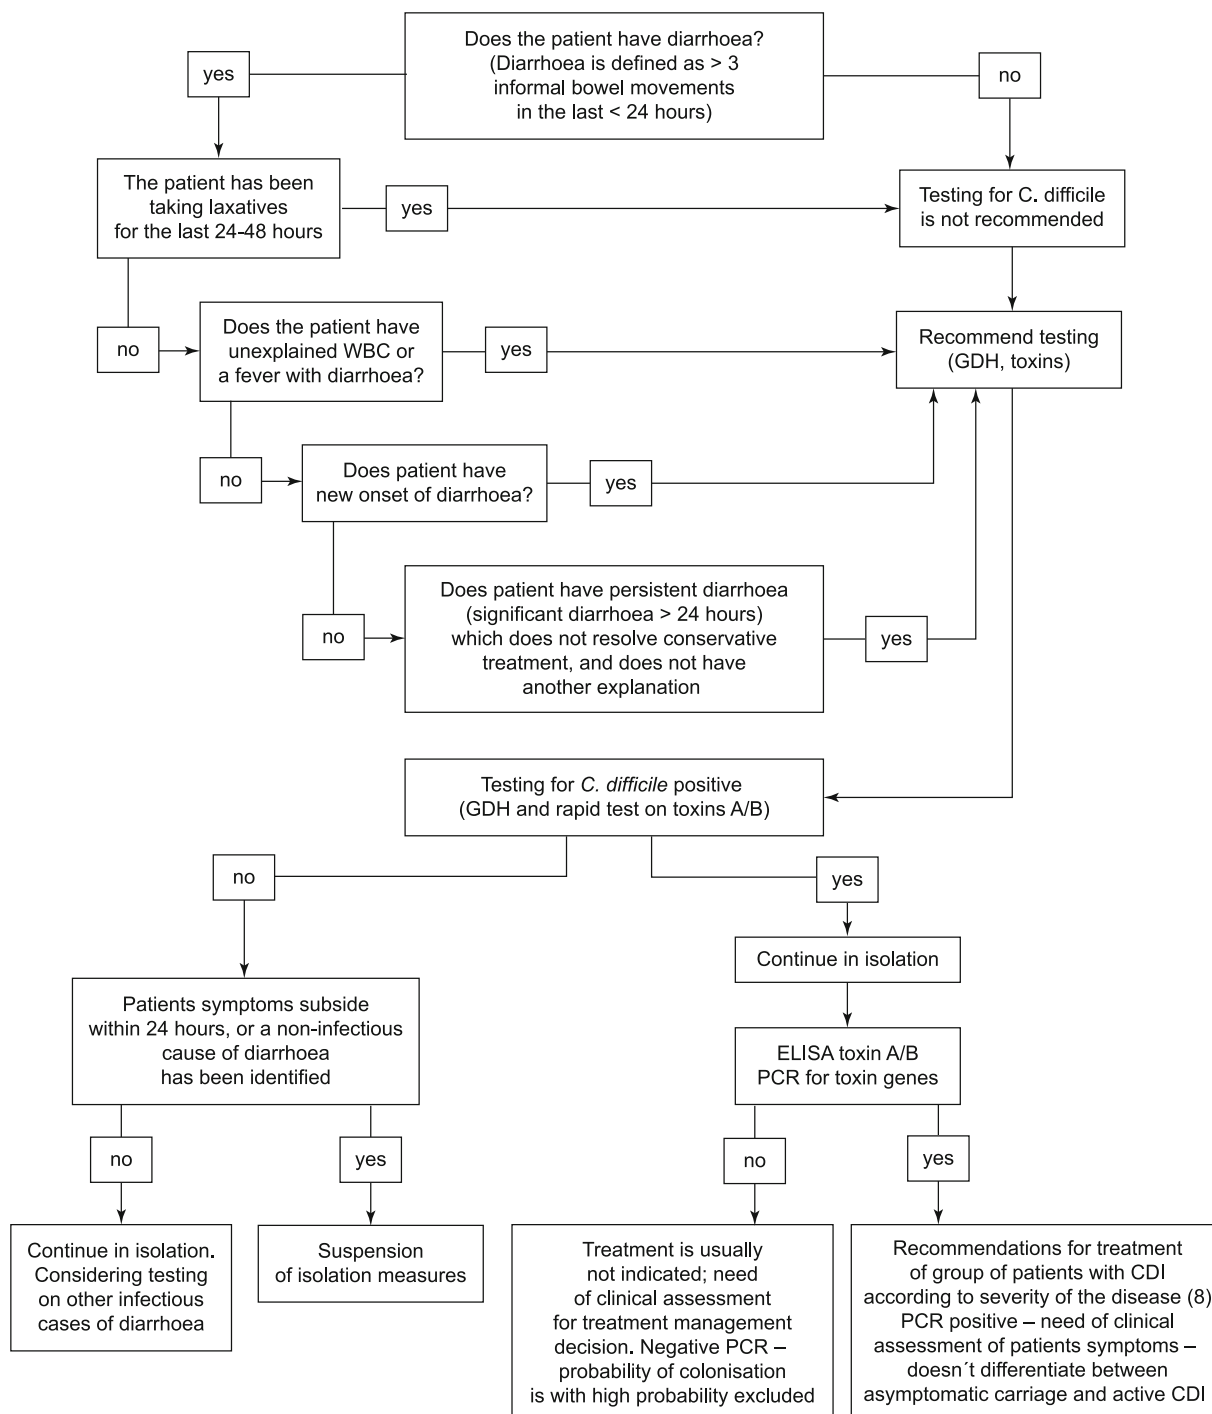 Does the patient have diarrhoea?
(Diarrhoea is defined as > 3
informal bowel movements
in the last < 24 hours)
yes
no
The patient has been
taking laxatives
for the last 24-48 hours
yes
Testing for C. difficile
is not recommended
no
Does the patient have
unexplained WBC or
a fever with diarrhoea?
yes
Recommend testing
(GDH, toxins)
no
Does patient have
new onset of diarrhoea?
yes
no
Does patient have persistent diarrhoea
(significant diarrhoea > 24 hours)
which does not resolve conservative
treatment, and does not have
another explanation
yes
Testing for C. difficile positive
(GDH and rapid test on toxins A/B)
no
yes
Continue in isolation
Patients symptoms subside
within 24 hours, or a non-infectious
cause of diarrhoea
has been identified
ELISA toxin A/B
PCR for toxin genes
no
yes
no
yes
Continue in isolation.
Considering testing
on other infectious
cases of diarrhoea
Suspension
of isolation measures
Treatment is usually
not indicated; need
of clinical assessment
for treatment management
decision. Negative PCR –
probability of colonisation
is with high probability excluded
Recommendations for treatment
of group of patients with CDI
according to severity of the disease (8)
PCR positive – need of clinical
assessment of patients symptoms –
doesn´t differentiate between
asymptomatic carriage and active CDI